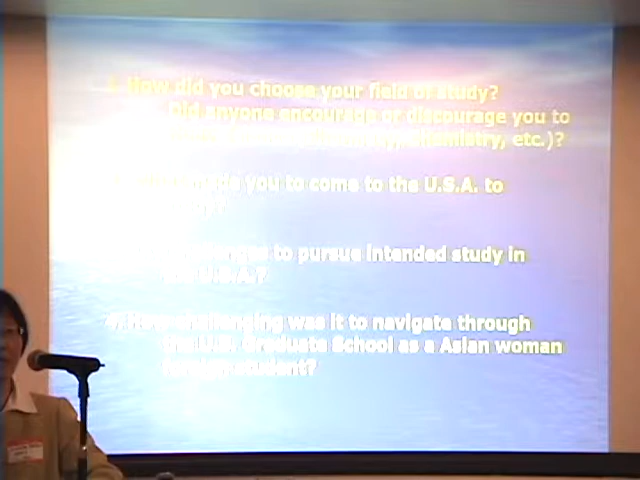 How did you choose your field of study?
Did anyone encourage or discourage you to
chemistry, etc.)?
you to come to the U.S.A. to
to pursue intended study in
the U.S.A.?
4. How challenging was it to navigate through
the U.S. Graduate School as a Asian woman
foreign student?